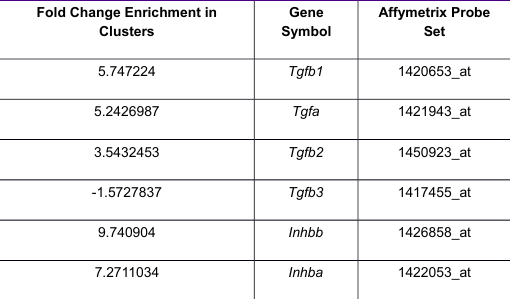 Fold Change Enrichment in Clusters Gene Symbol Affymetrix Probe Set
5.747224 Tgfb1 1420653_at
5.2426987 Tgfa 1421943_at
3.5432453 Tgfb2 1450923_at
-1.5727837 Tgfb3 1417455_at
9.740904 Inhbb 1426858_at
7.2711034 Inhba 1422053_at